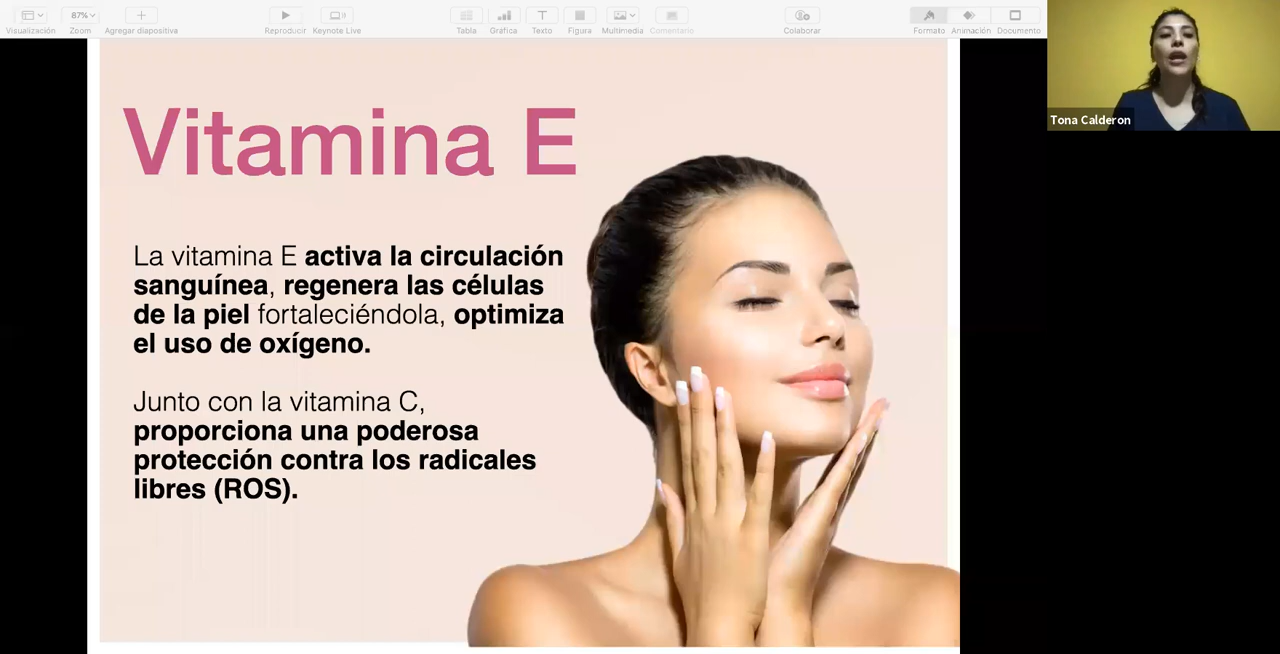 87%
Visualización
Zoom
Agregar diapositiva
Reproducir
Keynote Live
Tabla
Gráfica
Texto
Figura
Multimedia
Comentario
Colaborar
Formato
Animación
Documento
Tona Calderon
Vitamina E
La vitamina E activa la circulación
sanguínea, regenera las células
de la piel fortaleciéndola, optimiza
el uso de oxígeno.
Junto con la vitamina C,
proporciona una poderosa
protección contra los radicales
libres (ROS).